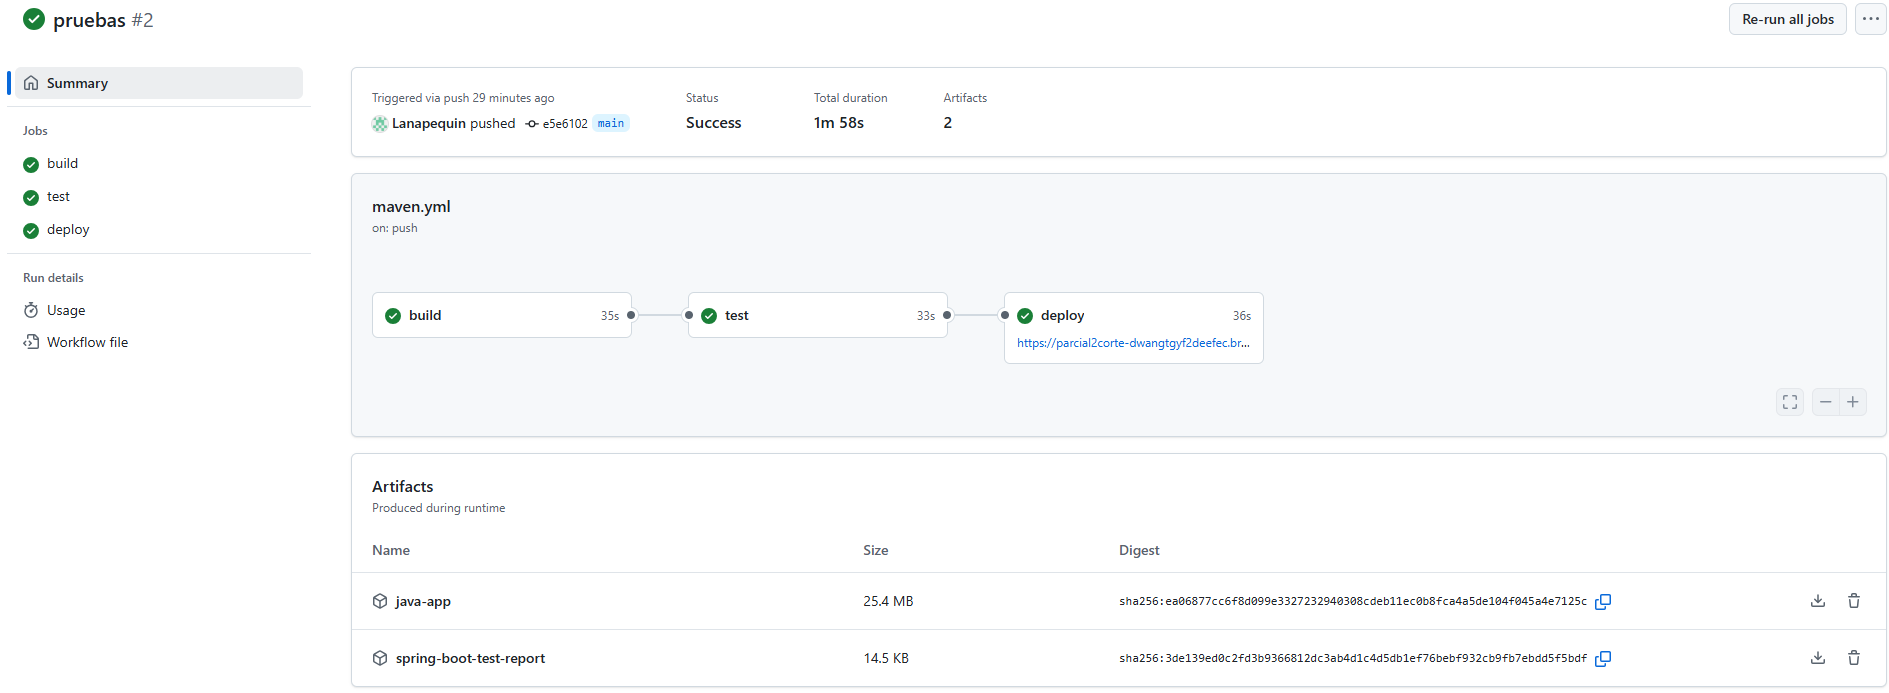 pruebas #2
Re-run all jobs
Summary
Jobs
build
test
deploy
Run details
Usage
Workflow file
Triggered via push 29 minutes ago
Lanapequin pushed e5e6102 main
Status
Success
Total duration
1m 58s
Artifacts
2
maven.yml
on: push
build 35s
test 33s
deploy 36s
https://parcial2corte-dwangtgyf2deefec.br...
Artifacts
Produced during runtime
Name Size Digest
java-app 25.4 MB sha256:ea06877cc6f8d099e3327232940308cdeb11ec0b8fca4a5de104f045a4e7125c
spring-boot-test-report 14.5 KB sha256:3de139ed0c2fd3b9366812dc3ab4d1c4d5db1ef76bebf932cb9fb7ebdd5f5bdf